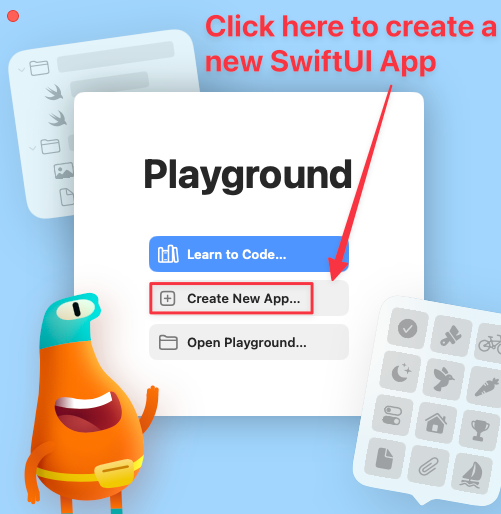 Click here to create a
new SwiftUI App
Playground
Learn to Code...
Create New App...
Open Playground...